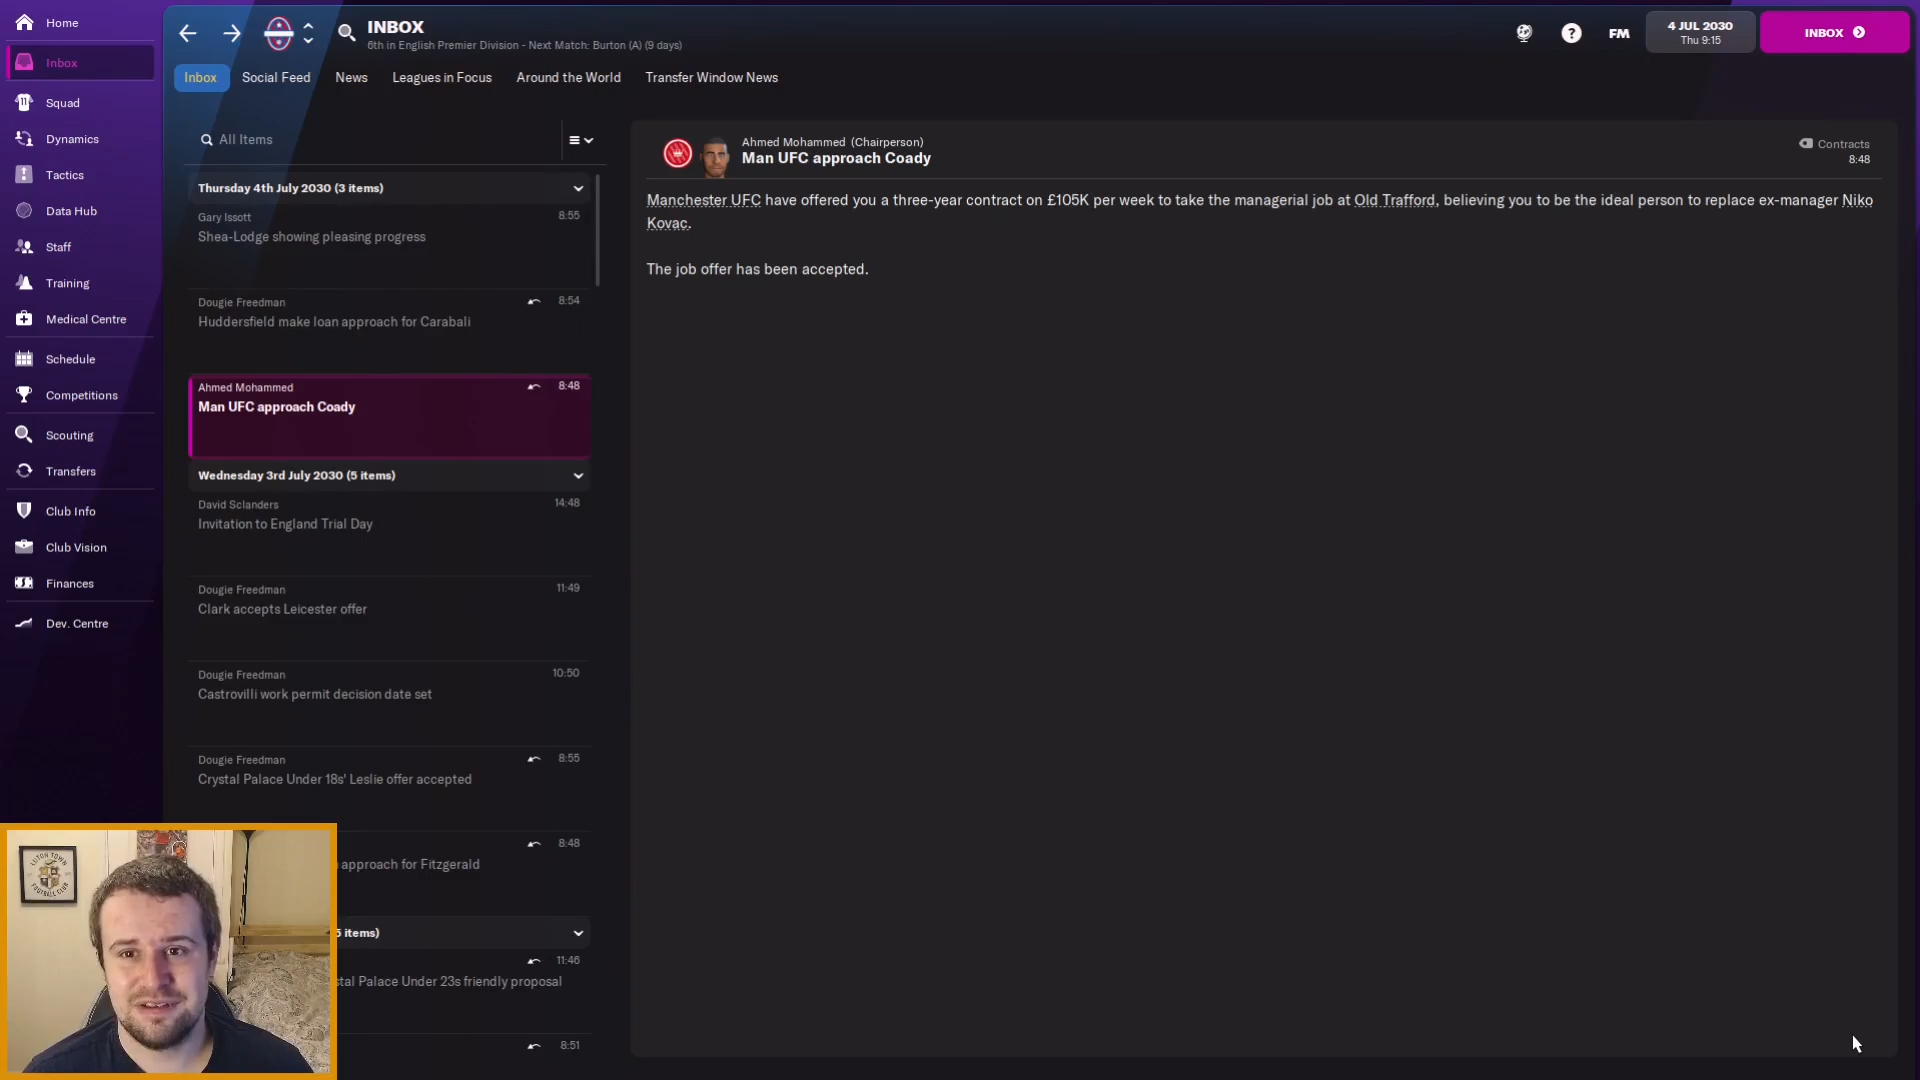 Home
Inbox
Squad
Dynamics
Tactics
Data Hub
Staff
Training
Medical Centre
Schedule
Competitions
Scouting
Transfers
Club Info
Club Vision
Finances
Dev. Centre
INBOX
6th in English Premier Division - Next Match: Burton (A) (9 days)
FM
4 JUL 2030
Thu 9:15
INBOX
Inbox Social Feed News Leagues in Focus Around the World Transfer Window News
All Items
Thursday 4th July 2030 (3 items)
Gary Issott 8:55
Shea-Lodge showing pleasing progress
Dougie Freedman 8:54
Huddersfield make loan approach for Carabali
Ahmed Mohammed 8:48
Man UFC approach Coady
Wednesday 3rd July 2030 (5 items)
David Sclanders 14:48
Invitation to England Trial Day
Dougie Freedman 11:49
Clark accepts Leicester offer
Dougie Freedman 10:50
Castrovilli work permit decision date set
Dougie Freedman 8:55
Crystal Palace Under 18s' Leslie offer accepted
8:48
approach for Fitzgerald
items)
11:46
Palace Under 23s friendly proposal
8:51
Ahmed Mohammed (Chairperson)
Man UFC approach Coady
Contracts
8:48
Manchester UFC have offered you a three-year contract on £105K per week to take the managerial job at Old Trafford, believing you to be the ideal person to replace ex-manager Niko
Kovac.
The job offer has been accepted.
LUTON TOWN
FOOTBALL CLUB